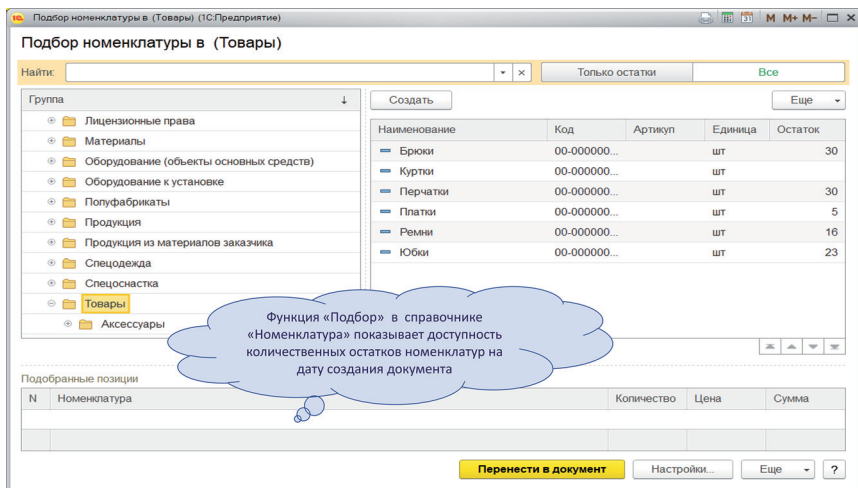 Подбор номенклатуры в (Товары) (1С:Предприятие)
M M+ M-
Подбор номенклатуры в (Товары)
Найти:
Только остатки
Все
Группа
Лицензионные права
Материалы
Оборудование (объекты основных средств)
Оборудование к установке
Полуфабрикаты
Продукция
Продукция из материалов заказчика
Спецодежда
Спецоснастка
Товары
Аксессуары
Создать
Еще
Наименование Код Артикул Единица Остаток
Брюки 00-000000... шт 30
Куртки 00-000000... шт
Перчатки 00-000000... шт 30
Платки 00-000000... шт 5
Ремни 00-000000... шт 16
Юбки 00-000000... шт 23
Функция «Подбор» в справочнике
«Номенклатура» показывает доступность
количественных остатков номенклатур на
дату создания документа
Подобранные позиции
N Номенклатура Количество Цена Сумма
Перенести в документ
Настройки...
Еще
?